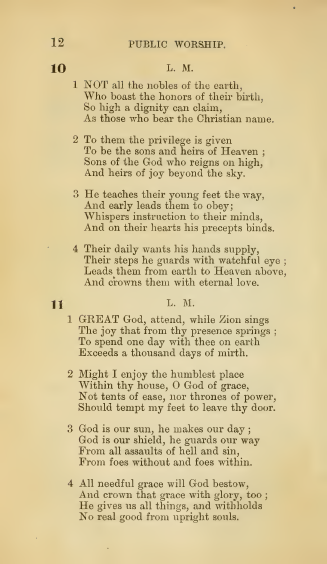 12 PUBLIC WORSHIP.
10 L. M.
1 NOT all the nobles of the earth,
Who boast the honors of their birth,
So high a dignity can claim,
As those who bear the Christian name.
2 To them the privilege is given
To be the sons and heirs of Heaven ;
Sons of the God who reigns on high,
And heirs of joy beyond the sky.
3 He teaches their young feet the way,
And early leads them to obey;
Whispers instruction to their minds,
And on their hearts his precepts binds.
4 Their daily wants his hands supply,
Their steps he guards with watchful eye ;
Leads them from earth to Heaven above,
And crowns them with eternal love.
11 L. M.
1 GREAT God, attend, while Zion sings
The joy that from thy presence springs ;
To spend one day with thee on earth
Exceeds a thousand days of mirth.
2 Might I enjoy the humblest place
Within thy house, O God of grace,
Not tents of ease, nor thrones of power,
Should tempt my feet to leave thy door.
3 God is our sun, he makes our day ;
God is our shield, he guards our way
From all assaults of hell and sin,
From foes without and foes within.
4 All needful grace will God bestow,
And crown that grace with glory, too ;
He gives us all things, and withholds
No real good from upright souls.